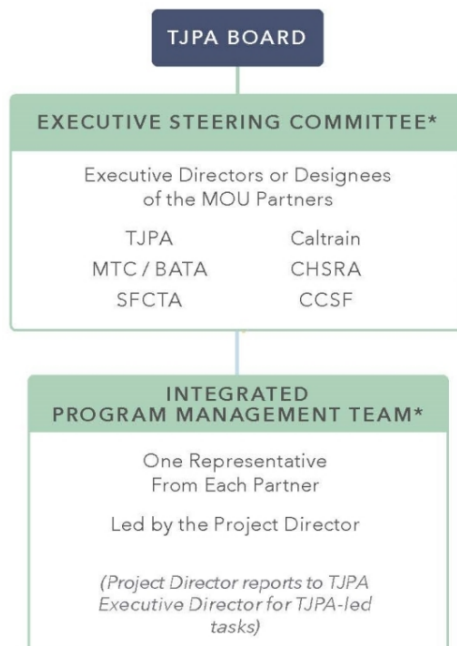 TJPA BOARD
EXECUTIVE STEERING COMMITTEE*
Executive Directors or Designees
of the MOU Partners
TJPA Caltrain
MTC / BATA CHSRA
SFCTA CCSF
INTEGRATED
PROGRAM MANAGEMENT TEAM*
One Representative
From Each Partner
Led by the Project Director
(Project Director reports to TJPA
Executive Director for TJPA-led
tasks)